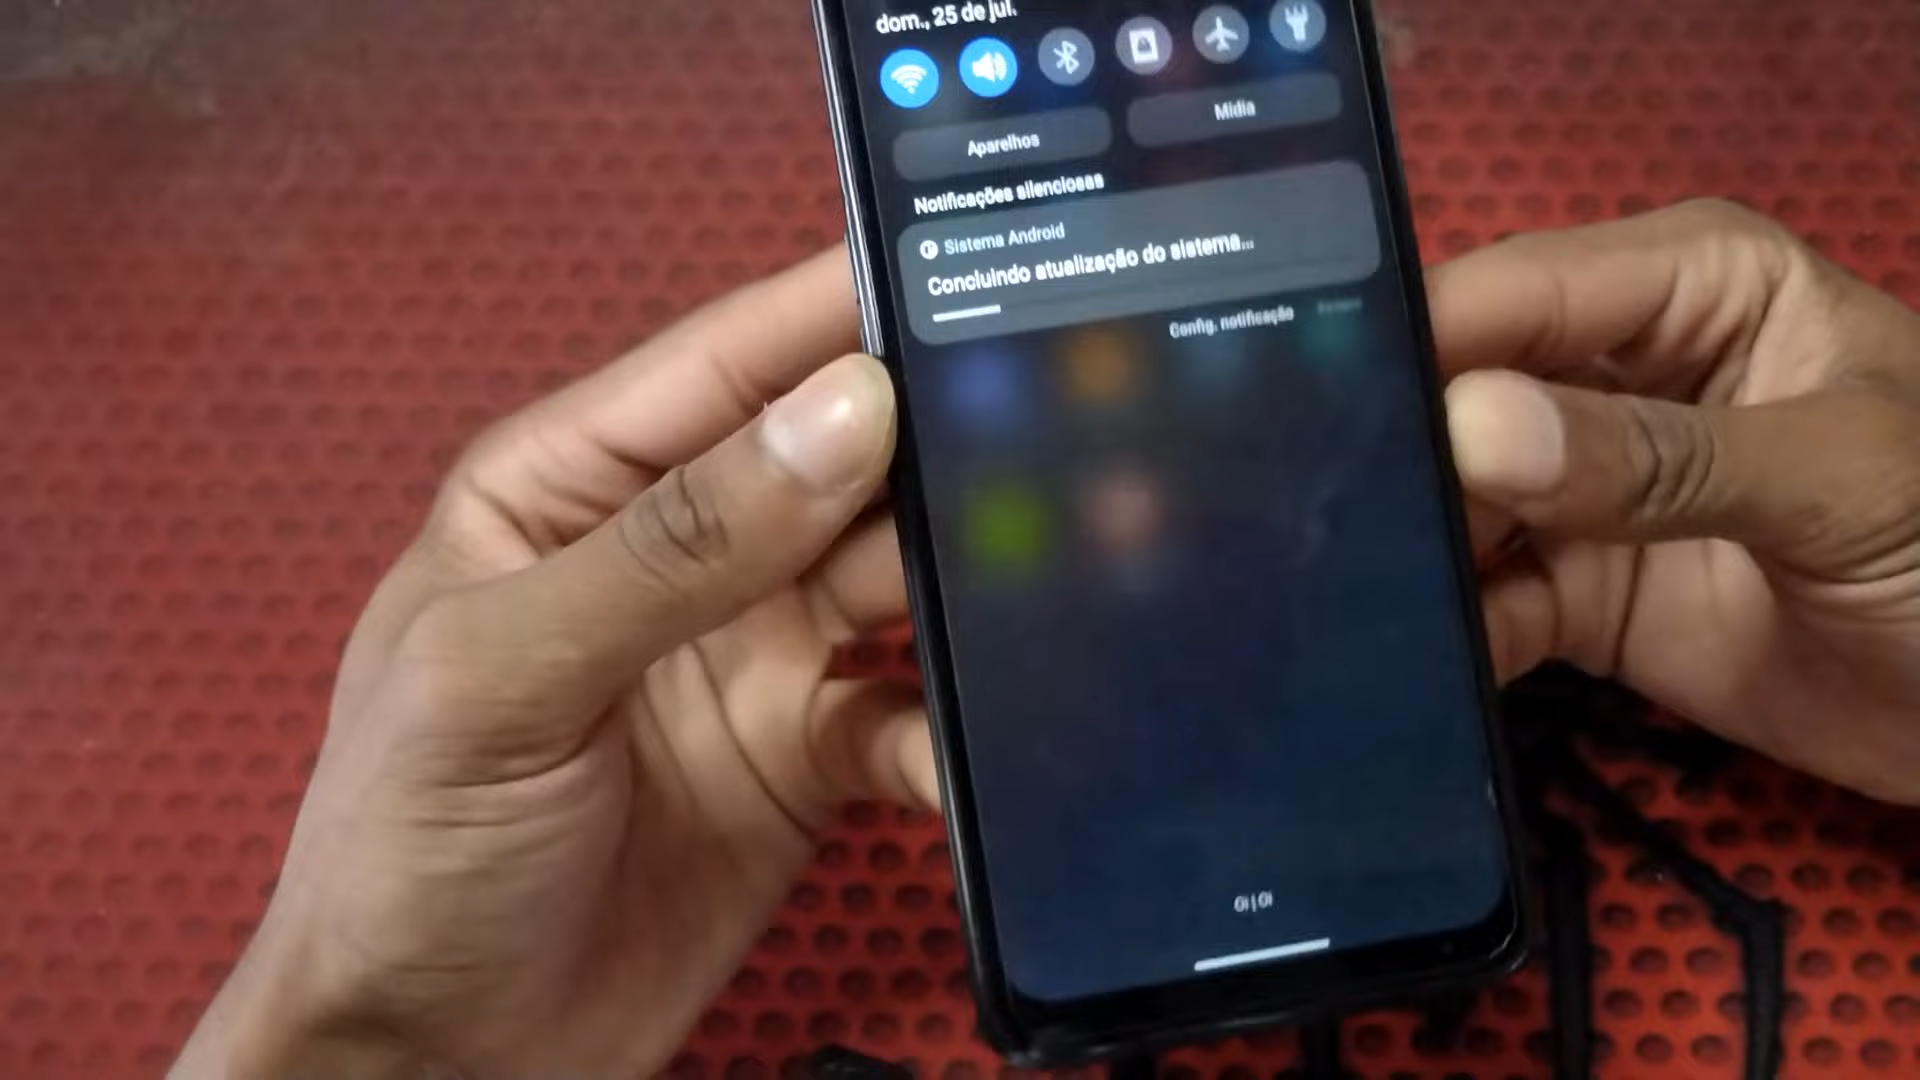 dom., 25 de jul.
Aparelhos
Mídia
Notificações silenciosas
Sistema Android
Concluindo atualização do sistema...
Config. notificação
Oi | Oi